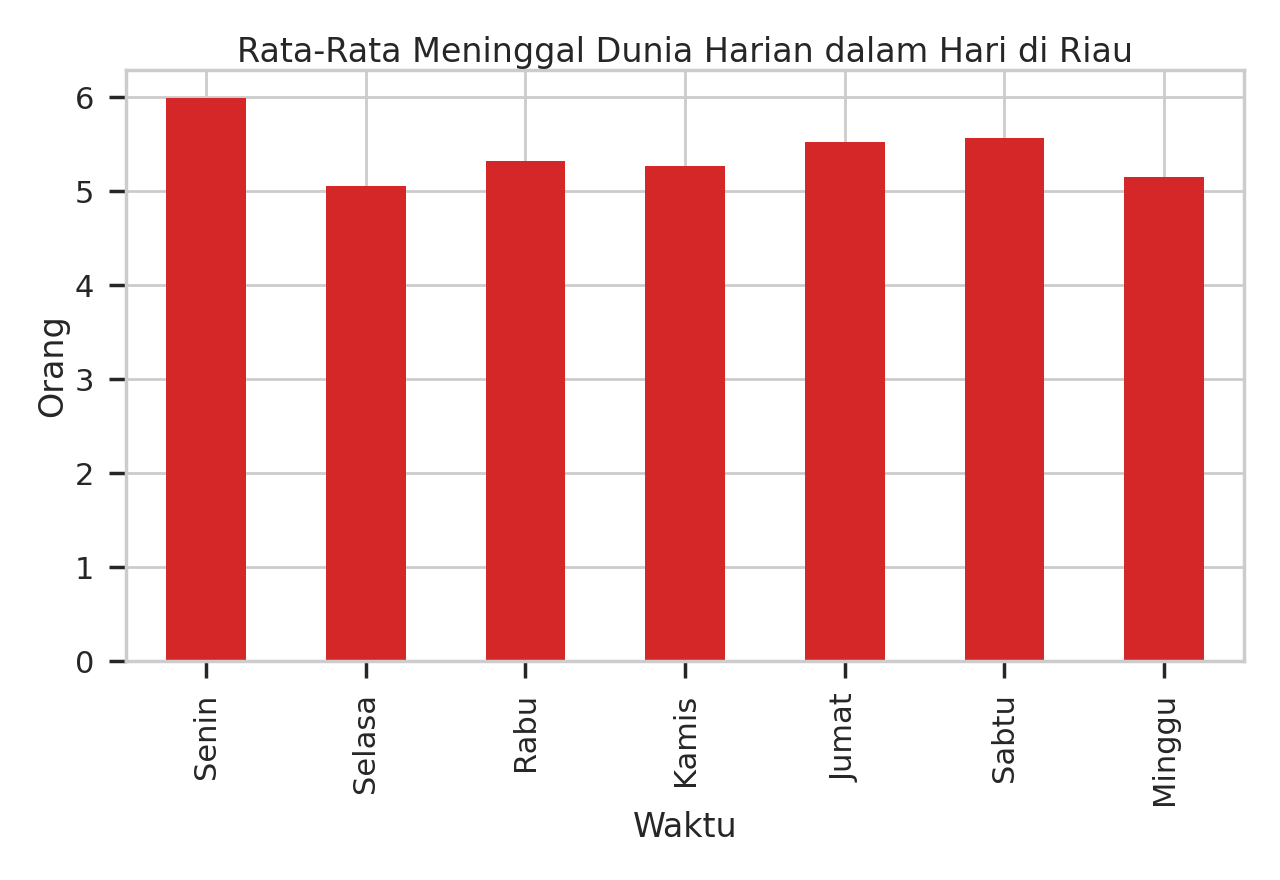 Rata-Rata Meninggal Dunia Harian dalam Hari di Riau
6
5
4
3
2
1
0
Orang
Senin
Selasa
Rabu
Kamis
Jumat
Sabtu
Minggu
Waktu